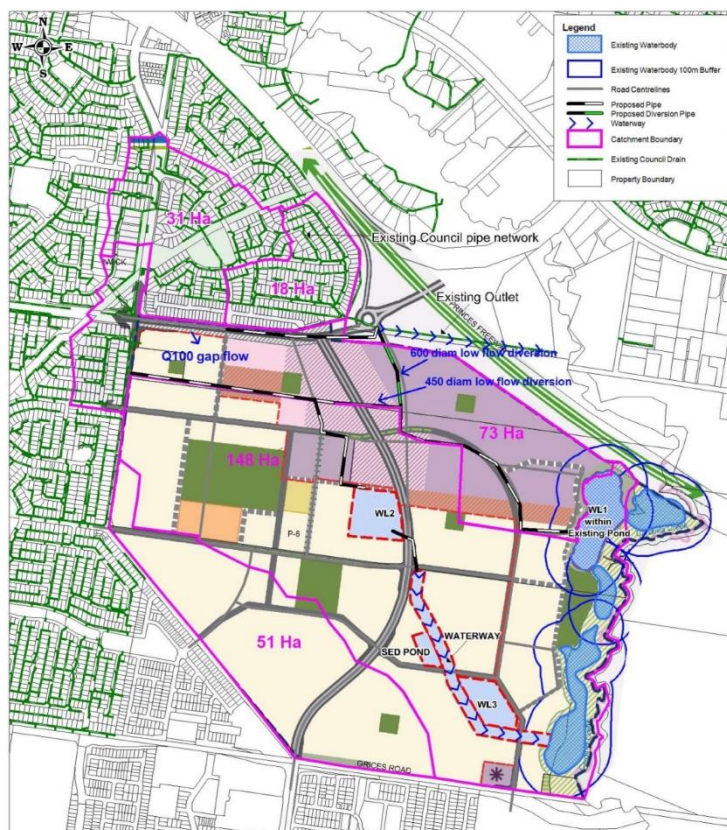 N
W E
S
Legend
Existing Waterbody
Existing Waterbody 100m Buffer
Road Centrelines
Proposed Pipe
Proposed Diversion Pipe
Waterway
Catchment Boundary
Existing Council Drain
Property Boundary
31 Ha
Existing Council pipe network
18 Ha
Existing Outlet
PRINCES FREEWAY
Q100 gap flow
600 diam low flow diversion
450 diam low flow diversion
73 Ha
148 Ha
WL2
WL1
within
Existing Pond
P-6
51 Ha
WATERWAY
SED POND
WL3
GRICES ROAD